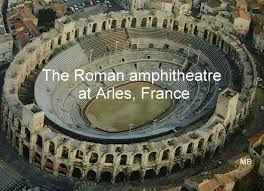 The Roman amphitheatre
at Arles, France
MB